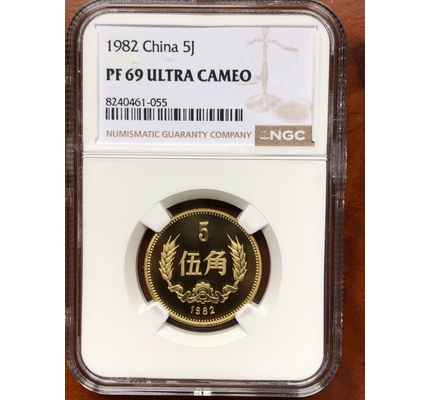 1982 China 5J
PF 69 ULTRA CAMEO
8240461-055
NUMISMATIC GUARANTY COMPANY
NGC
5
伍角
1982